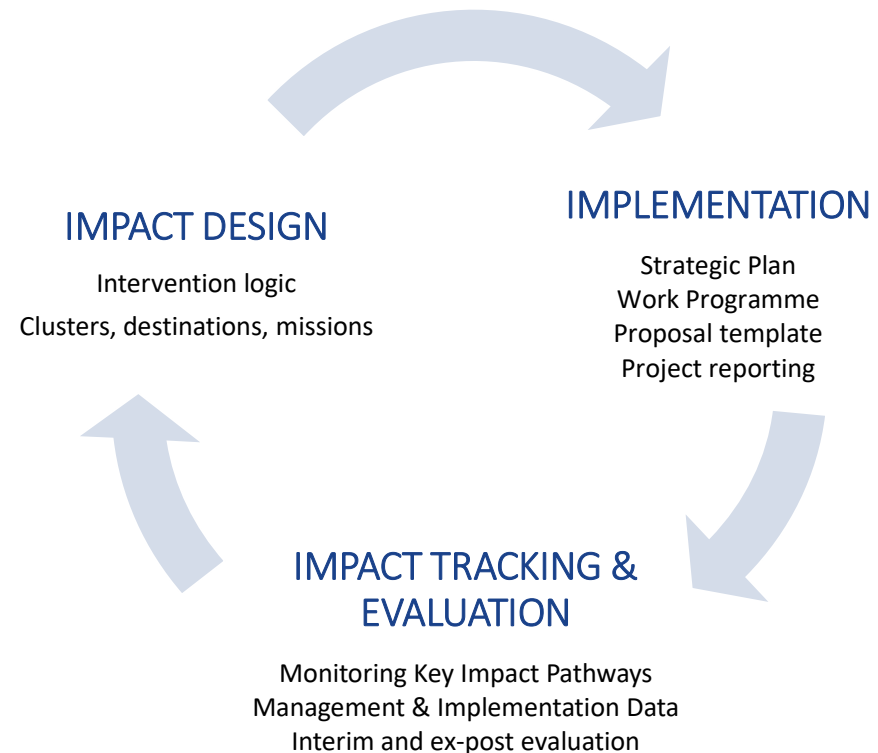 IMPACT DESIGN
Intervention logic
Clusters, destinations, missions
IMPLEMENTATION
Strategic Plan
Work Programme
Proposal template
Project reporting
IMPACT TRACKING &
EVALUATION
Monitoring Key Impact Pathways
Management & Implementation Data
Interim and ex-post evaluation